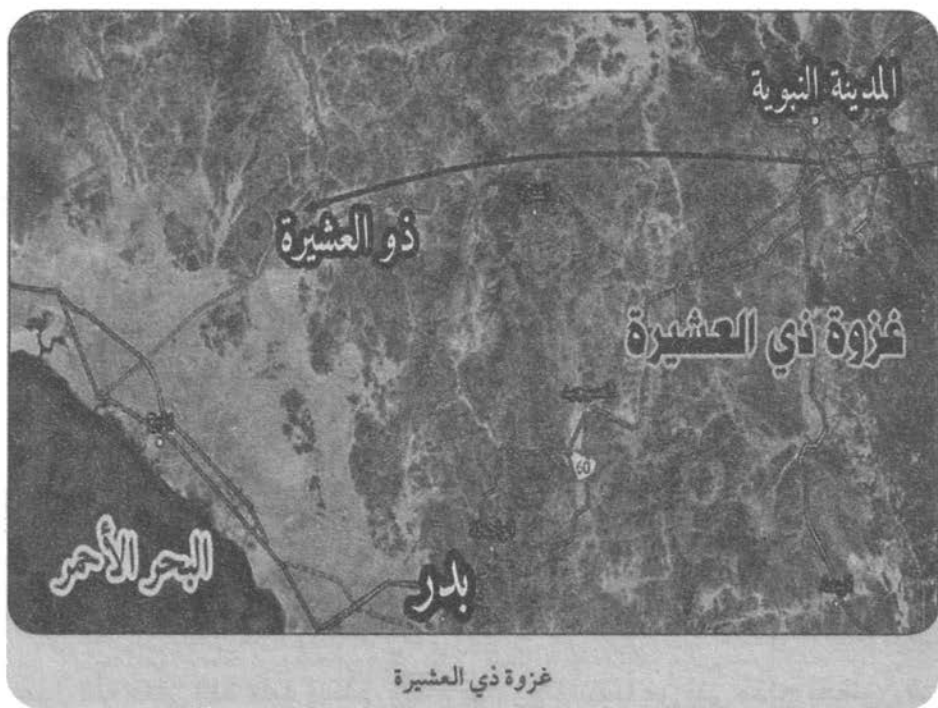 المدينة النبوية
ذو العشيرة
غزوة ذي العشيرة
60
البحر الأحمر
بدر
غزوة ذي العشيرة